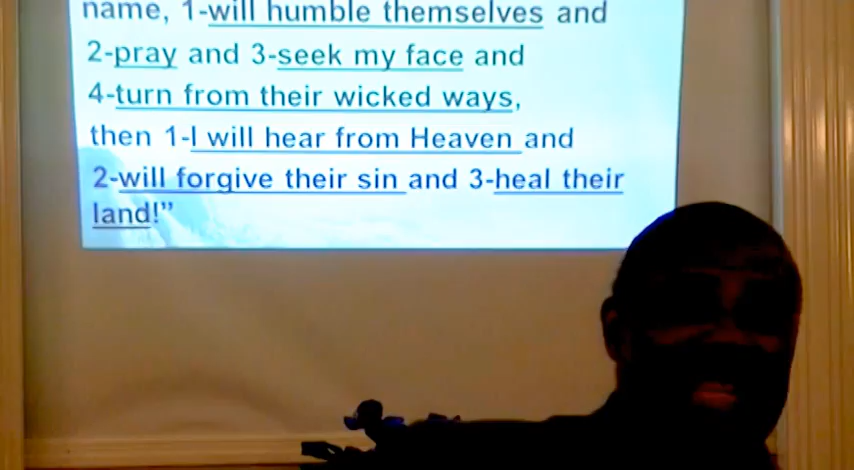 name, 1-will humble themselves and
2-pray and 3-seek my face and
4-turn from their wicked ways,
then 1-I will hear from Heaven and
2-will forgive their sin and 3-heal their
land!”